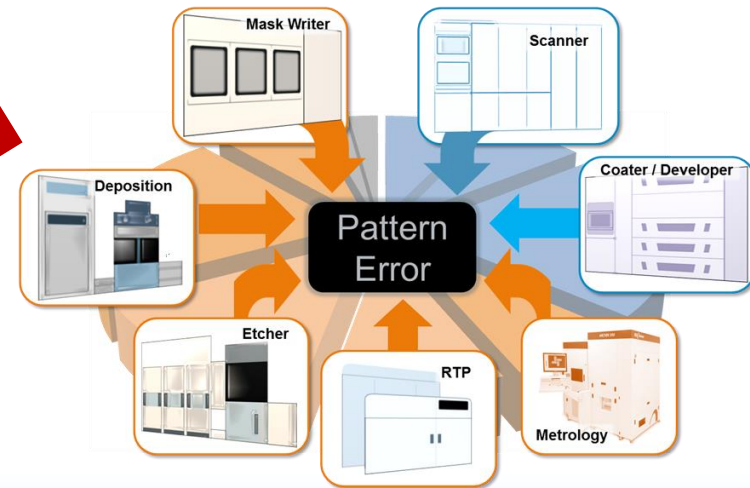 Mask Writer
Scanner
Deposition
Coater / Developer
Pattern
Error
Etcher
RTP
Metrology